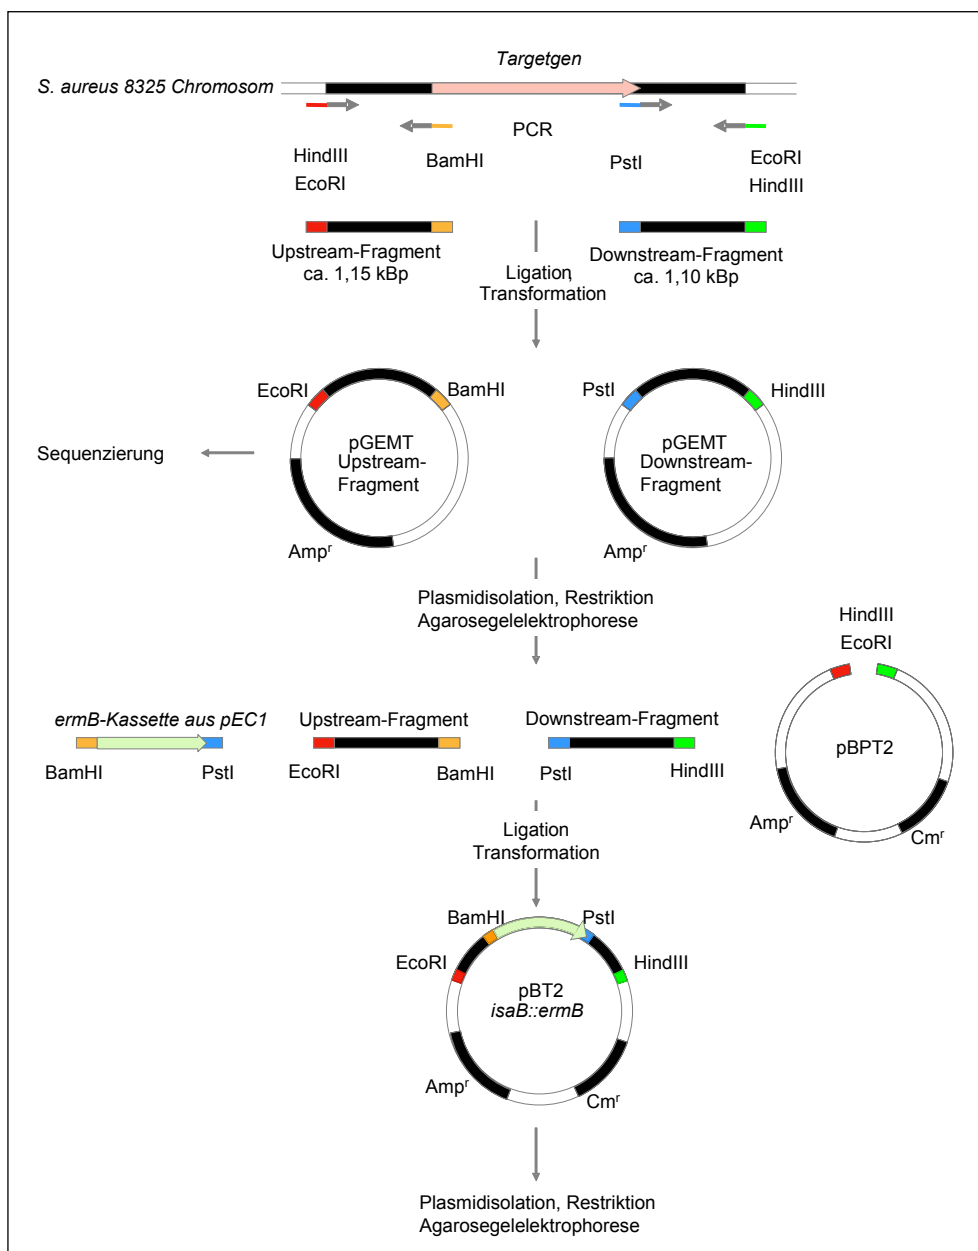 Targetgen
S. aureus 8325 Chromosom
PCR
HindIII
EcoRI
BamHI
PstI
EcoRI
HindIII
Upstream-Fragment
ca. 1,15 kBp
Downstream-Fragment
ca. 1,10 kBp
Ligation,
Transformation
EcoRI
BamHI
PstI
HindIII
Sequenzierung
pGEMT
Upstream-
Fragment
pGEMT
Downstream-
Fragment
Ampʳ
Ampʳ
Plasmidisolation, Restriktion
Agarosegelelektrophorese
HindIII
EcoRI
ermB-Kassette aus pEC1
Upstream-Fragment
Downstream-Fragment
BamHI
PstI
EcoRI
BamHI
PstI
HindIII
pBPT2
Ampʳ
Cmʳ
Ligation
Transformation
BamHI
PstI
EcoRI
HindIII
pBT2
isaB::ermB
Ampʳ
Cmʳ
Plasmidisolation, Restriktion
Agarosegelelektrophorese